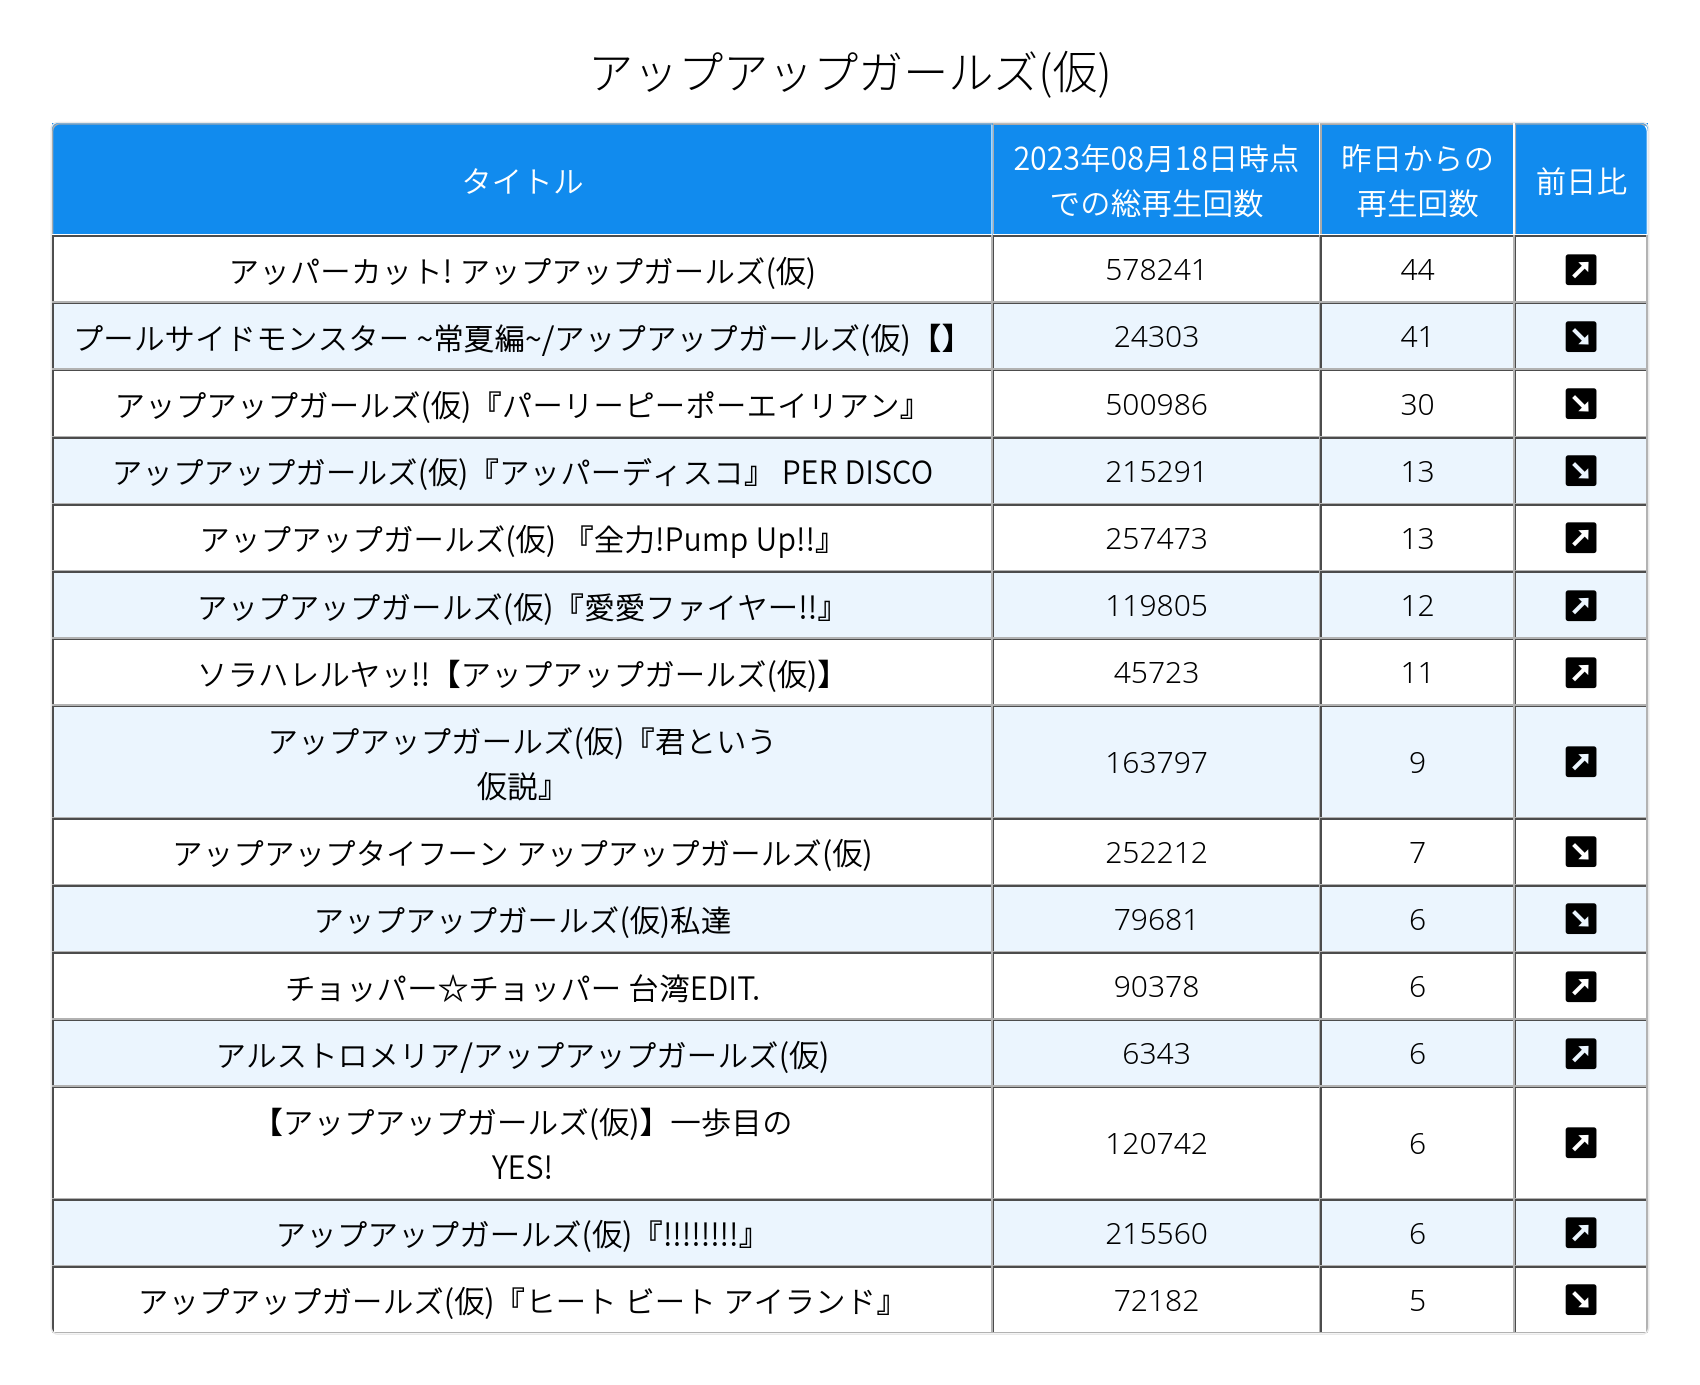 アップアップガールズ(仮)
タイトル
2023年08月18日時点
での総再生回数
昨日からの
再生回数
前日比
アッパーカット! アップアップガールズ(仮) 578241 44
プールサイドモンスター ~常夏編~/アップアップガールズ(仮)【】 24303 41
アップアップガールズ(仮)『パーリーピーポーエイリアン』 500986 30
アップアップガールズ(仮)『アッパーディスコ』 PER DISCO 215291 13
アップアップガールズ(仮) 『全力!Pump Up!!』 257473 13
アップアップガールズ(仮)『愛愛ファイヤー!!』 119805 12
ソラハレルヤッ!!【アップアップガールズ(仮)】 45723 11
アップアップガールズ(仮)『君という
仮説』 163797 9
アップアップタイフーン アップアップガールズ(仮) 252212 7
アップアップガールズ(仮)私達 79681 6
チョッパー☆チョッパー 台湾EDIT. 90378 6
アルストロメリア/アップアップガールズ(仮) 6343 6
【アップアップガールズ(仮)】一歩目の
YES! 120742 6
アップアップガールズ(仮)『!!!!!!!!』 215560 6
アップアップガールズ(仮)『ヒート ビート アイランド』 72182 5